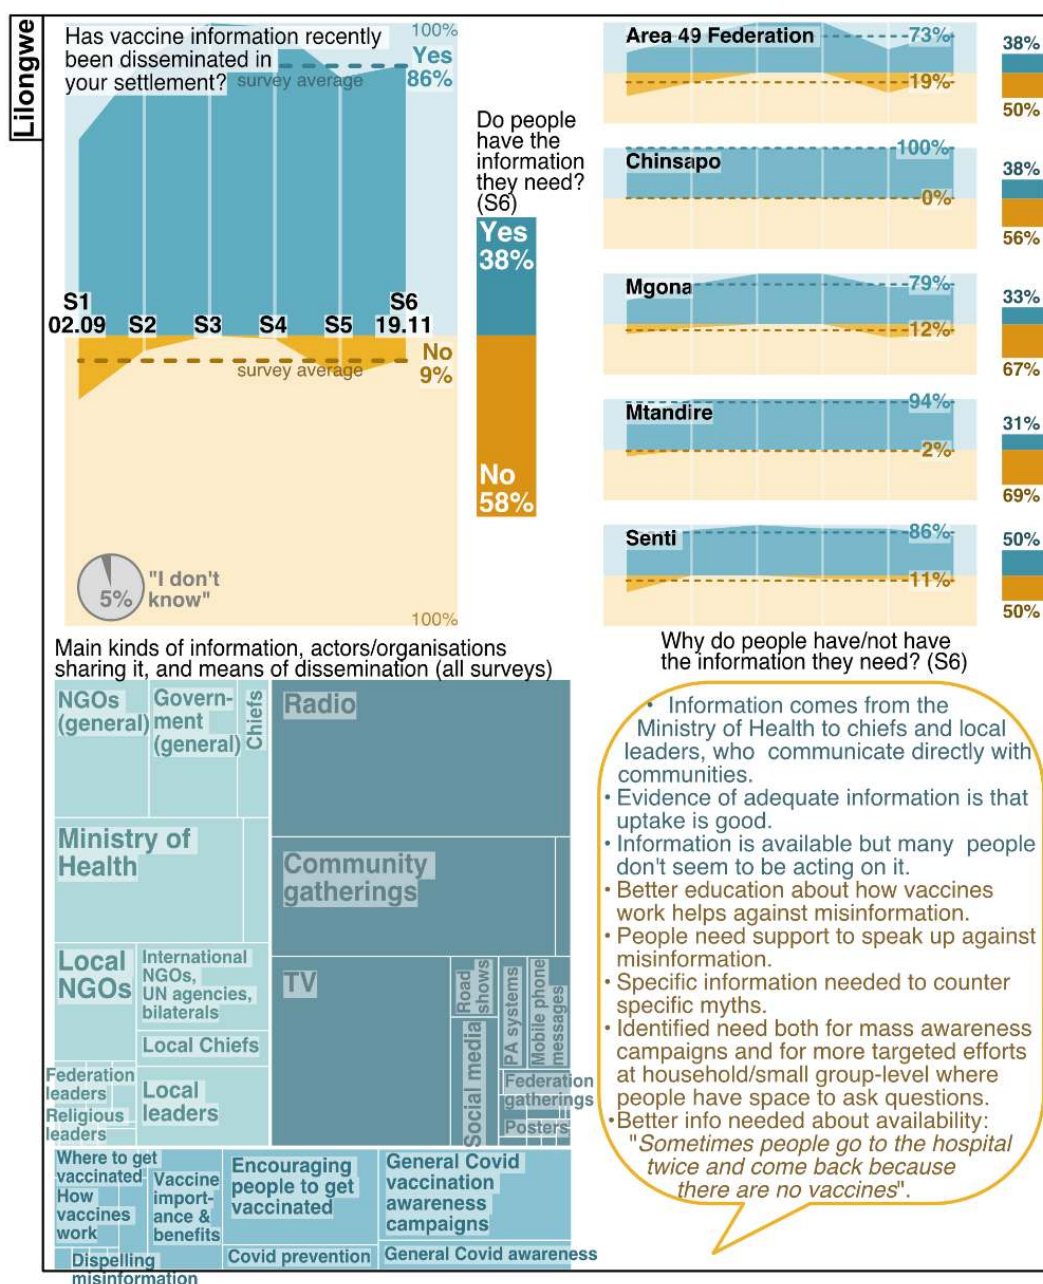 Lilongwe
Has vaccine information recently
been disseminated in
your settlement?
100%
Yes
86%
survey average
S1
02.09
S2
S3
S4
S5
S6
19.11
No
9%
survey average
"I don't
know"
5%
100%
Do people
have the
information
they need?
(S6)
Yes
38%
No
58%
Area 49 Federation
73%
19%
38%
50%
Chinsapo
100%
0%
38%
56%
Mgona
79%
12%
33%
67%
Mtandire
94%
2%
31%
69%
Senti
86%
11%
50%
50%
Main kinds of information, actors/organisations
sharing it, and means of dissemination (all surveys)
NGOs
(general)
Govern-
ment
(general)
Chiefs
Ministry of
Health
Local
NGOs
International
NGOs,
UN agencies,
bilaterals
Local Chiefs
Local
leaders
Federation
leaders
Religious
leaders
Radio
Community
gatherings
TV
Road
shows
Social media
PA systems
Mobile phone
messages
Federation
gatherings
Posters
Where to get
vaccinated
How
vaccines
work
Vaccine
import-
ance &
benefits
Dispelling
misinformation
Encouraging
people to get
vaccinated
Covid prevention
General Covid
vaccination
awareness
campaigns
General Covid awareness
Why do people have/not have
the information they need? (S6)
• Information comes from the
Ministry of Health to chiefs and local
leaders, who communicate directly with
communities.
• Evidence of adequate information is that
uptake is good.
• Information is available but many people
don't seem to be acting on it.
• Better education about how vaccines
work helps against misinformation.
• People need support to speak up against
misinformation.
• Specific information needed to counter
specific myths.
• Identified need both for mass awareness
campaigns and for more targeted efforts
at household/small group-level where
people have space to ask questions.
• Better info needed about availability:
"Sometimes people go to the hospital
twice and come back because
there are no vaccines".